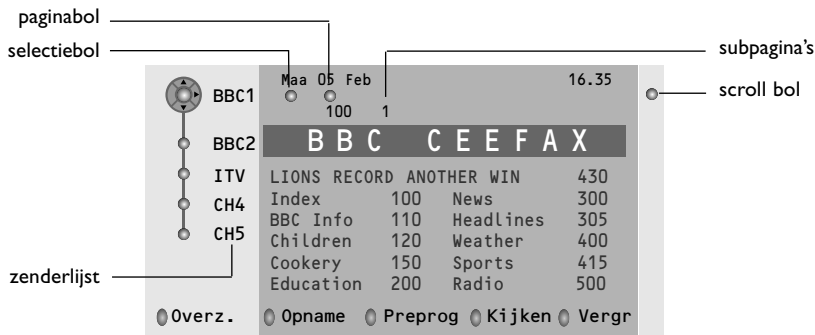 paginabol
selectiebol
subpagina's
scroll bol
Maa 05 Feb 16.35
BBC1
100 1
BBC2
BBC CEEFAX
ITV
LIONS RECORD ANOTHER WIN 430
CH4
Index 100 News 300
BBC Info 110 Headlines 305
CH5
Children 120 Weather 400
zenderlijst
Cookery 150 Sports 415
Education 200 Radio 500
Overz. Opname Preprog Kijken Vergr